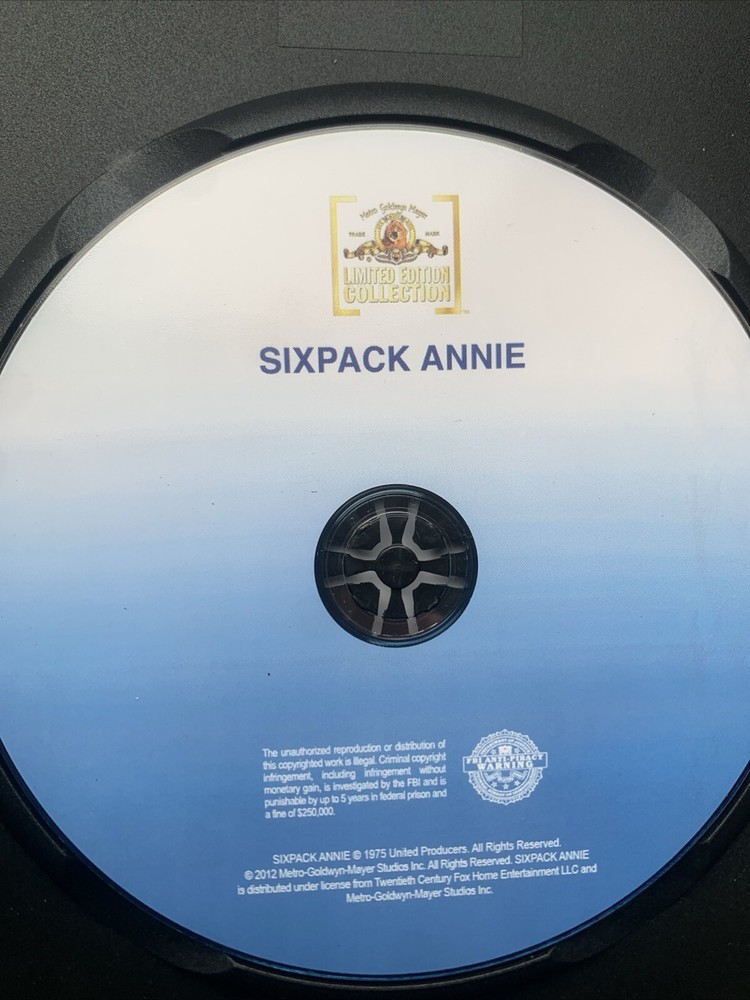 Metro Goldwyn Mayer
TRADE MARK
LIMITED EDITION
COLLECTION
SIXPACK ANNIE
The unauthorized reproduction or distribution of
this copyrighted work is illegal. Criminal copyright
infringement, including infringement without
monetary gain, is investigated by the FBI and is
punishable by up to 5 years in federal prison and
a fine of $250,000.
FBI ANTI-PIRACY
WARNING
SIXPACK ANNIE © 1975 United Producers. All Rights Reserved.
© 2012 Metro-Goldwyn-Mayer Studios Inc. All Rights Reserved. SIXPACK ANNIE
is distributed under license from Twentieth Century Fox Home Entertainment LLC and
Metro-Goldwyn-Mayer Studios Inc.